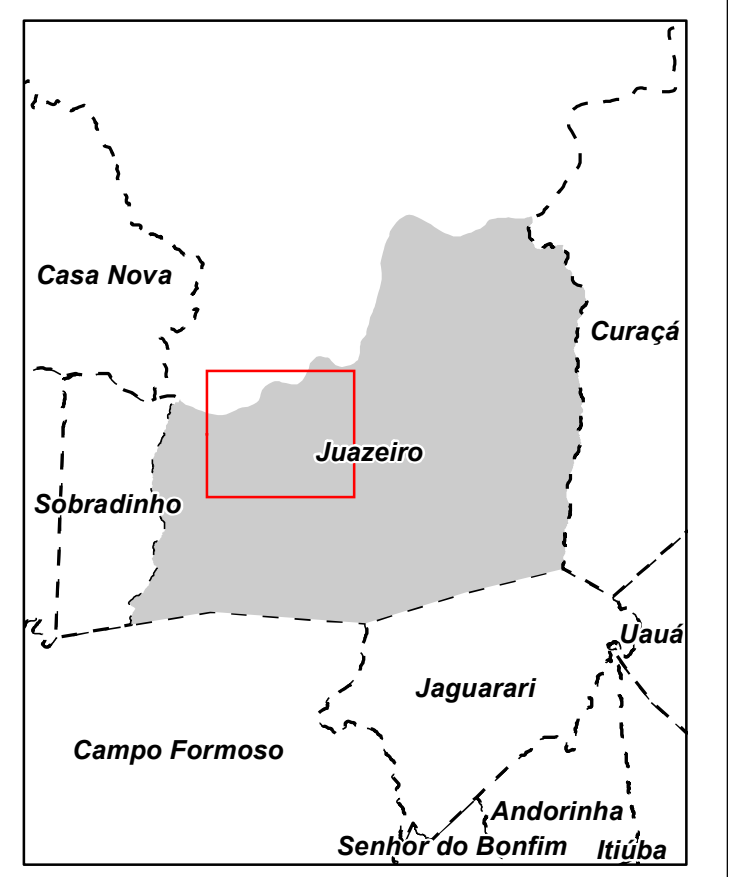 Casa Nova
Curaçá
Juazeiro
Sobradinho
Uauá
Jaguarari
Campo Formoso
Andorinha
Senhor do Bonfim
Itiúba